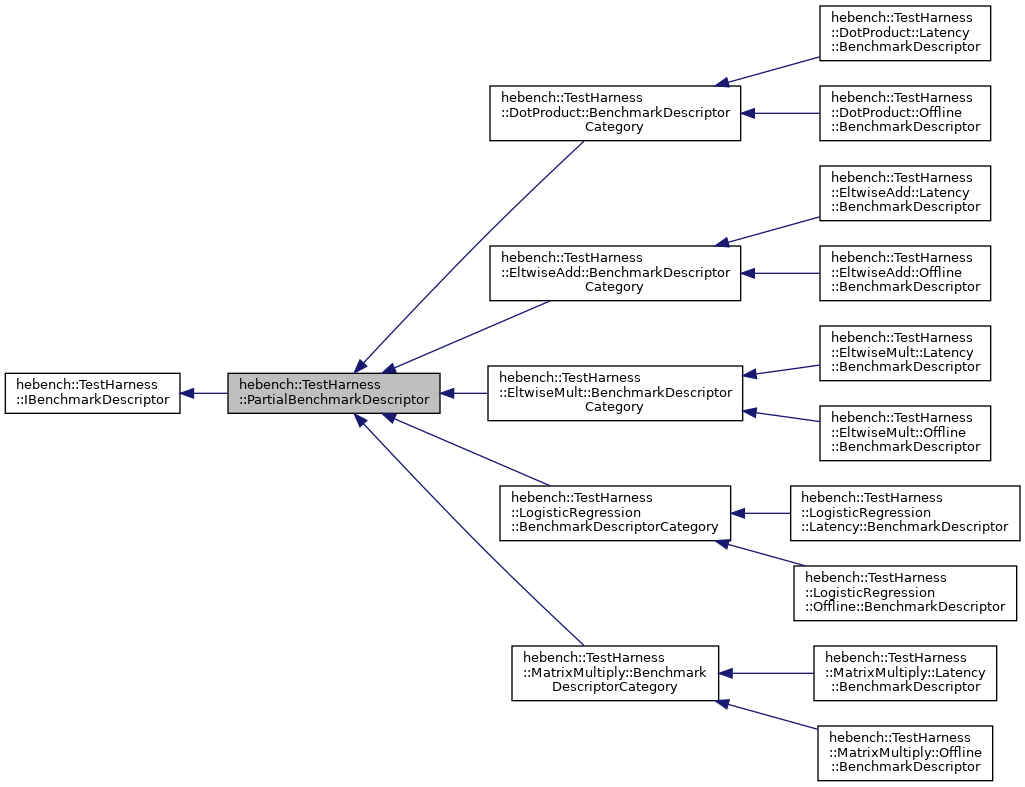 hebench::TestHarness
::IBenchmarkDescriptor
hebench::TestHarness
::PartialBenchmarkDescriptor
hebench::TestHarness
::DotProduct::BenchmarkDescriptor
Category
hebench::TestHarness
::DotProduct::Latency
::BenchmarkDescriptor
hebench::TestHarness
::DotProduct::Offline
::BenchmarkDescriptor
hebench::TestHarness
::EltwiseAdd::BenchmarkDescriptor
Category
hebench::TestHarness
::EltwiseAdd::Latency
::BenchmarkDescriptor
hebench::TestHarness
::EltwiseAdd::Offline
::BenchmarkDescriptor
hebench::TestHarness
::EltwiseMult::BenchmarkDescriptor
Category
hebench::TestHarness
::EltwiseMult::Latency
::BenchmarkDescriptor
hebench::TestHarness
::EltwiseMult::Offline
::BenchmarkDescriptor
hebench::TestHarness
::LogisticRegression
::BenchmarkDescriptorCategory
hebench::TestHarness
::LogisticRegression
::Latency::BenchmarkDescriptor
hebench::TestHarness
::LogisticRegression
::Offline::BenchmarkDescriptor
hebench::TestHarness
::MatrixMultiply::Benchmark
DescriptorCategory
hebench::TestHarness
::MatrixMultiply::Latency
::BenchmarkDescriptor
hebench::TestHarness
::MatrixMultiply::Offline
::BenchmarkDescriptor